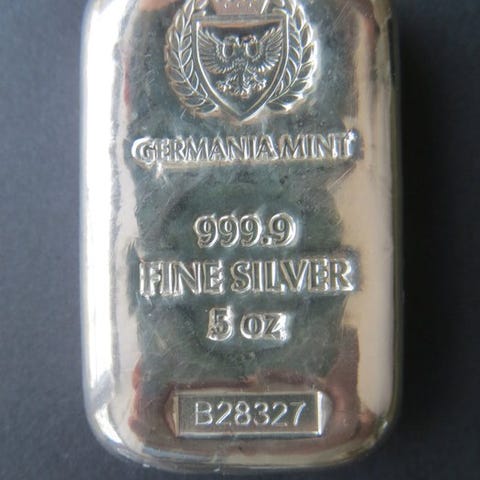 GERMANIA MINT
999.9
FINE SILVER
5 oz
B28327